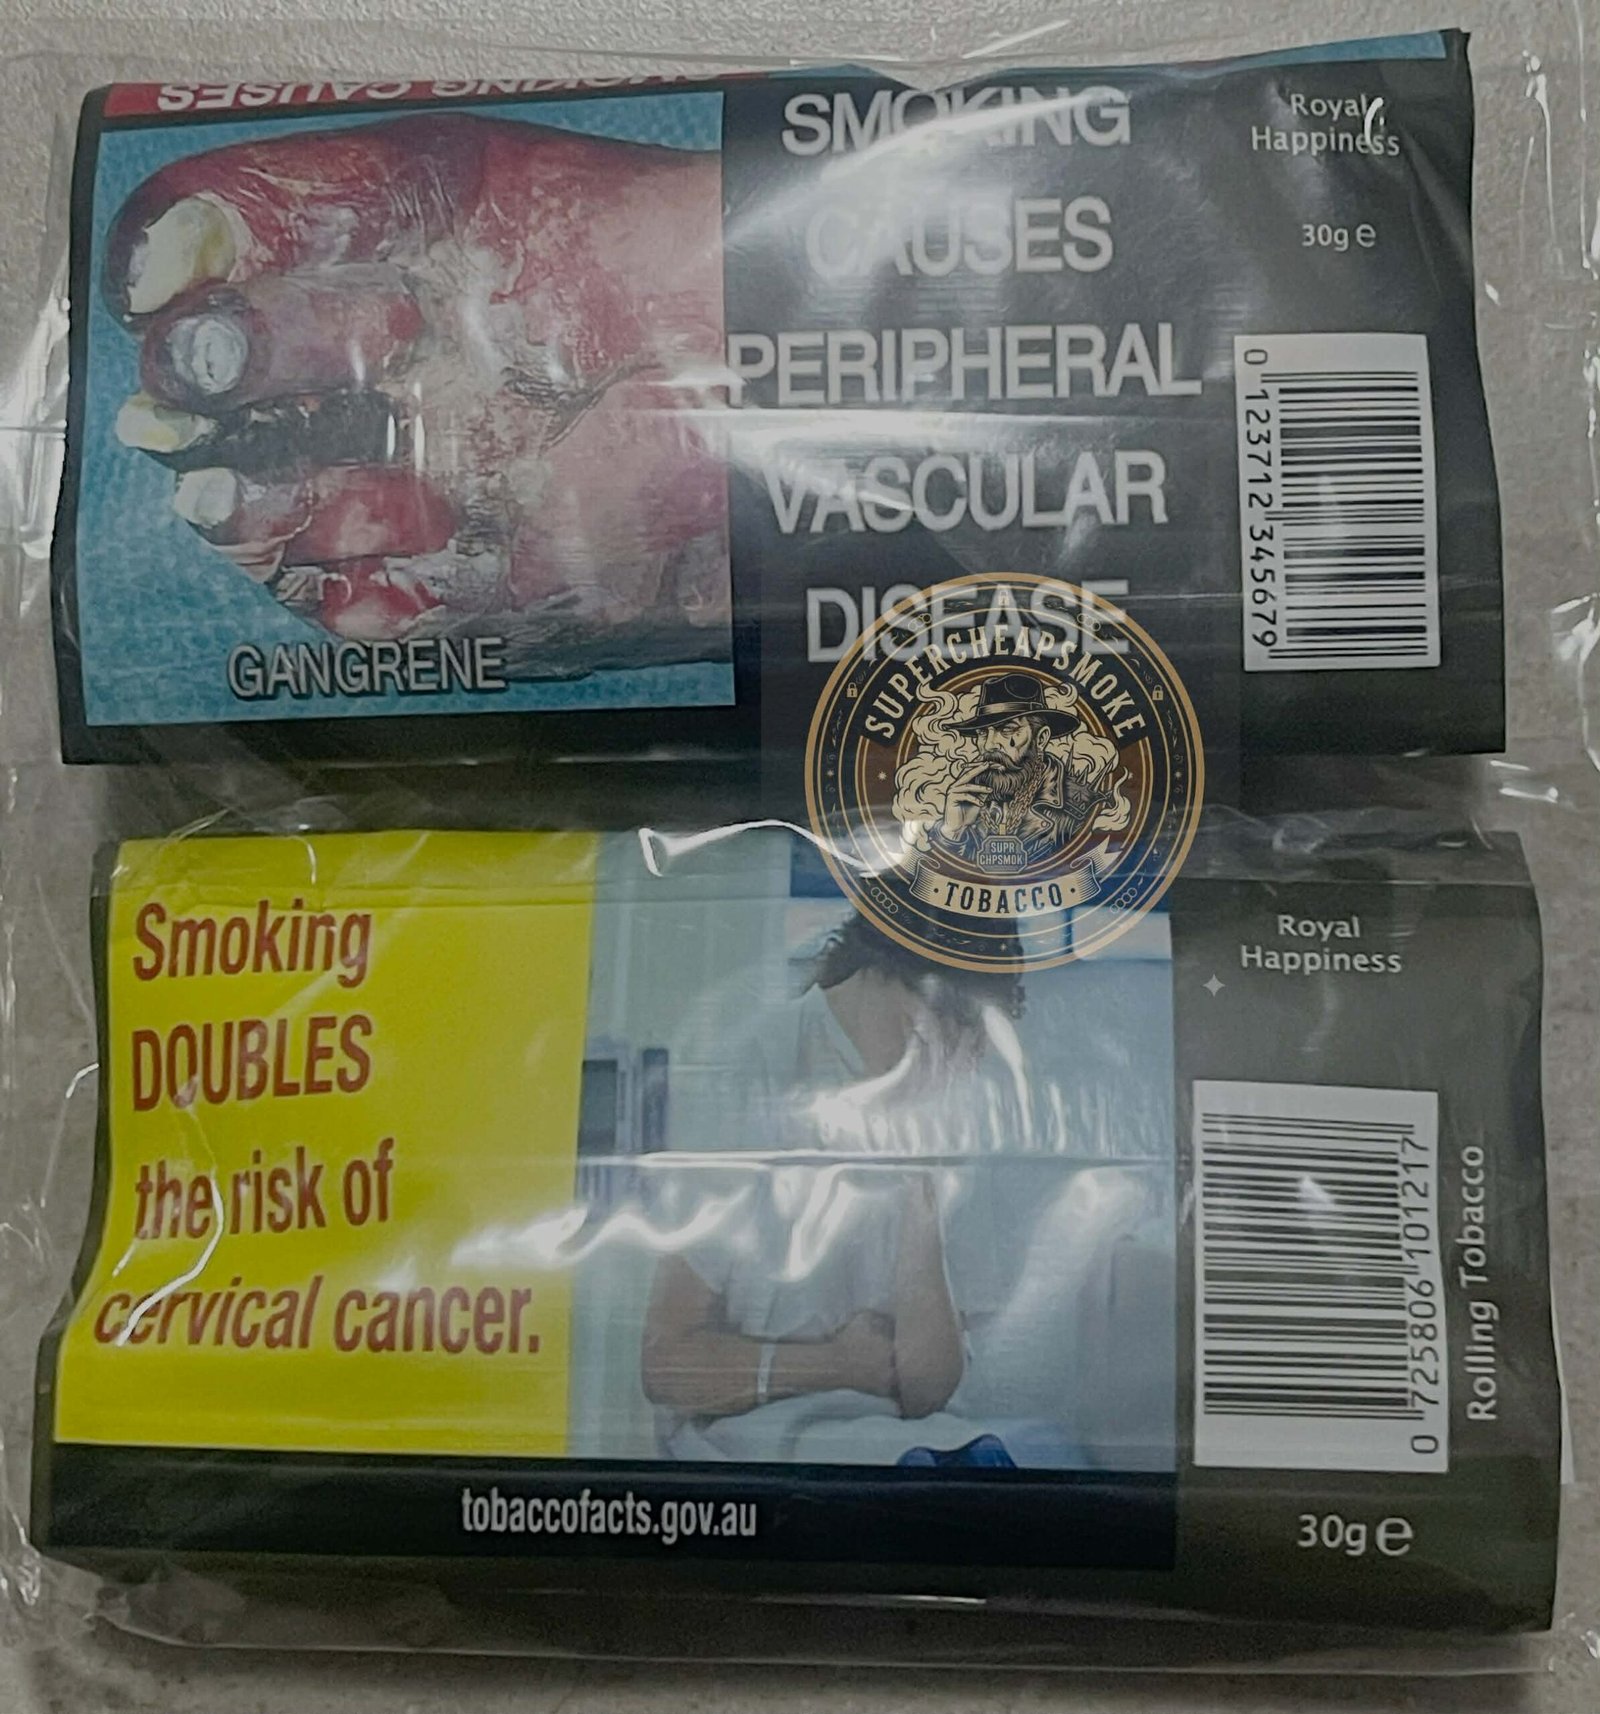 SMOKING CAUSES
SMOKING
CAUSES
PERIPHERAL
VASCULAR
DISEASE
GANGRENE
Royal
Happiness
30g e
0 123712 345679
SUPERCHEAPSMOKE
SUPR
CHPSMOK
TOBACCO
Smoking
DOUBLES
the risk of
cervical cancer.
tobaccofacts.gov.au
Royal
Happiness
0 725806 101217
Rolling Tobacco
30g e